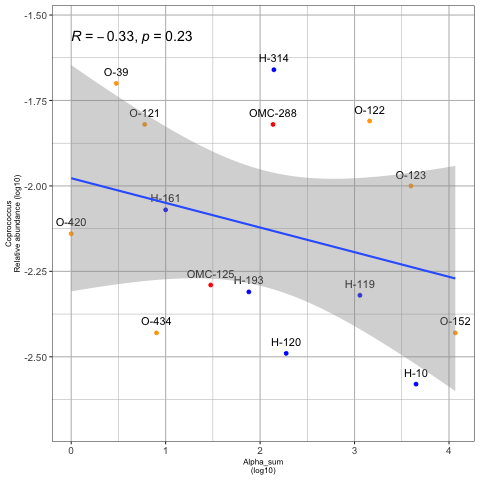 -1.50
R = -0.33, p = 0.23
H-314
O-39
-1.75
O-121
OMC-288
O-122
-2.00
O-123
H-161
O-420
-2.25
OMC-125
H-193
H-119
O-434
O-152
H-120
-2.50
H-10
Coprococcus
Relative abundance (log10)
0 1 2 3 4
Alpha_sum
(log10)